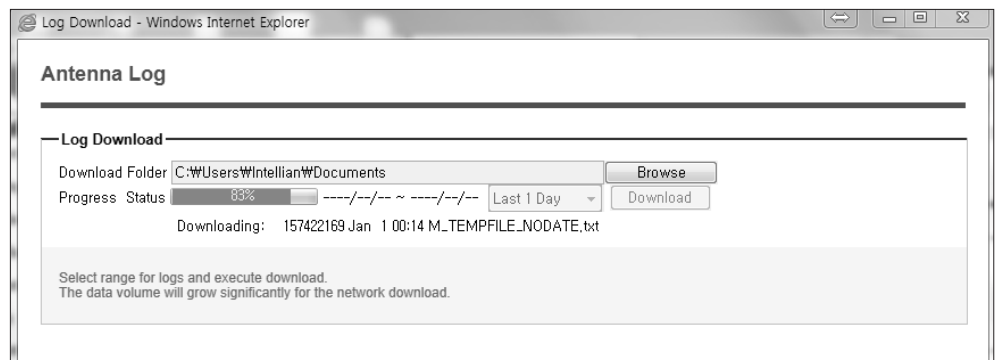 Log Download - Windows Internet Explorer
Antenna Log
Log Download
Download Folder C:₩Users₩Intellian₩Documents Browse
Progress Status 83% ----/--/-- ~ ----/--/-- Last 1 Day Download
Downloading: 157422169 Jan 1 00:14 M_TEMPFILE_NODATE.txt
Select range for logs and execute download.
The data volume will grow significantly for the network download.